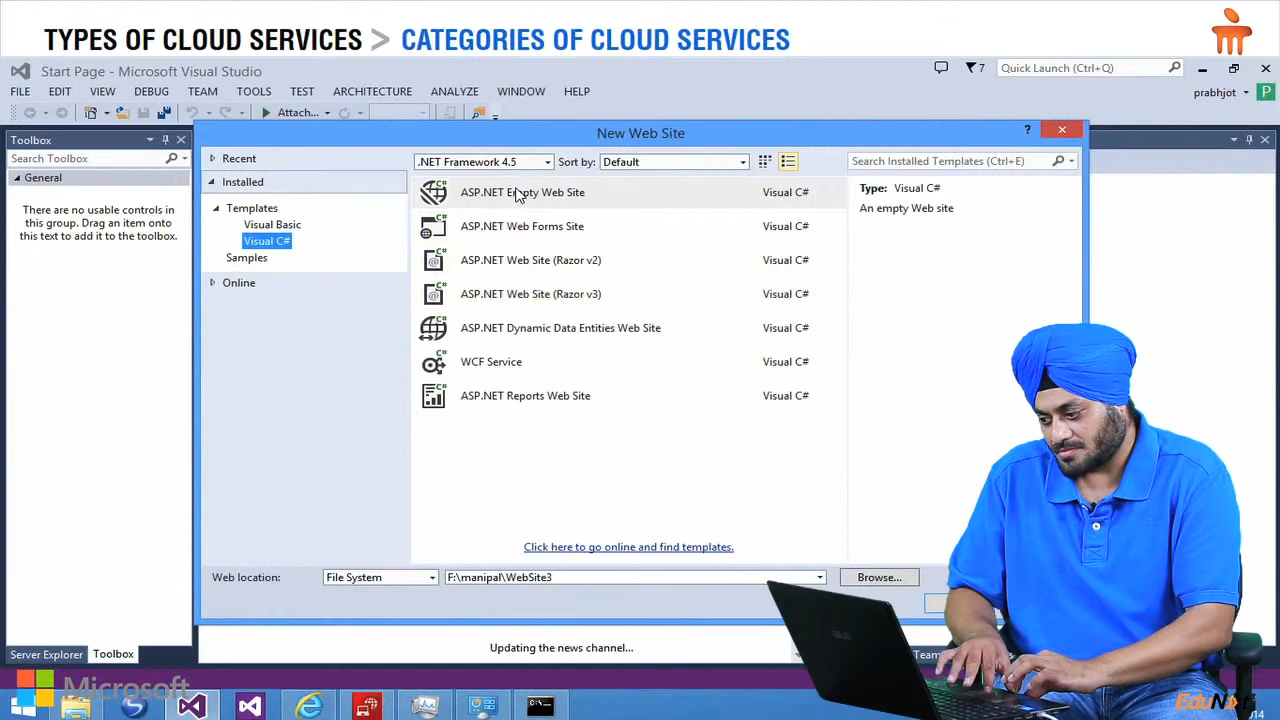 TYPES OF CLOUD SERVICES > CATEGORIES OF CLOUD SERVICES
Start Page - Microsoft Visual Studio
7
Quick Launch (Ctrl+Q)
FILE EDIT VIEW DEBUG TEAM TOOLS TEST ARCHITECTURE ANALYZE WINDOW HELP
prabhjot
P
Attach...
Toolbox
Search Toolbox
General
There are no usable controls in
this group. Drag an item onto
this text to add it to the toolbox.
New Web Site
?
Recent
Installed
Templates
Visual Basic
Visual C#
Samples
Online
.NET Framework 4.5
Sort by: Default
Search Installed Templates (Ctrl+E)
ASP.NET Empty Web Site Visual C#
ASP.NET Web Forms Site Visual C#
ASP.NET Web Site (Razor v2) Visual C#
ASP.NET Web Site (Razor v3) Visual C#
ASP.NET Dynamic Data Entities Web Site Visual C#
WCF Service Visual C#
ASP.NET Reports Web Site Visual C#
Type: Visual C#
An empty Web site
Click here to go online and find templates.
Web location: File System F:\manipal\WebSite3 Browse...
Updating the news channel...
Server Explorer Toolbox
Microsoft